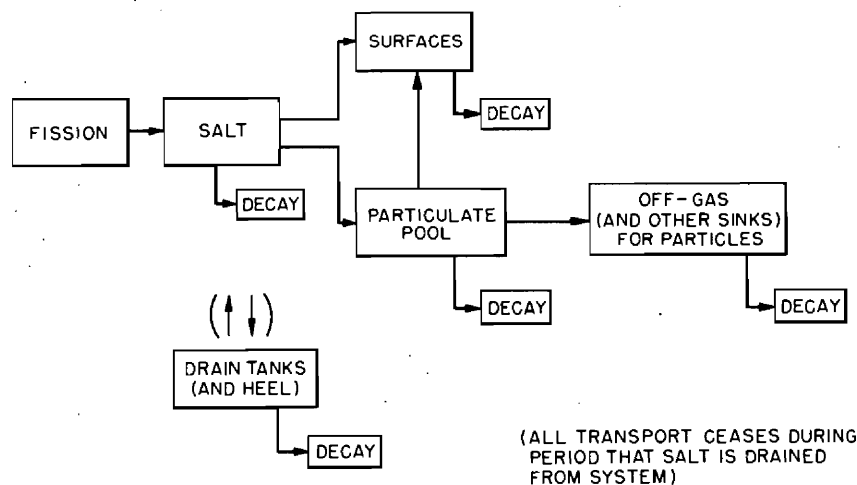 SURFACES
DECAY
FISSION
SALT
DECAY
PARTICULATE
POOL
OFF-GAS
(AND OTHER SINKS)
FOR PARTICLES
DECAY
DECAY
DRAIN TANKS
(AND HEEL)
DECAY
(ALL TRANSPORT CEASES DURING
PERIOD THAT SALT IS DRAINED
FROM SYSTEM)